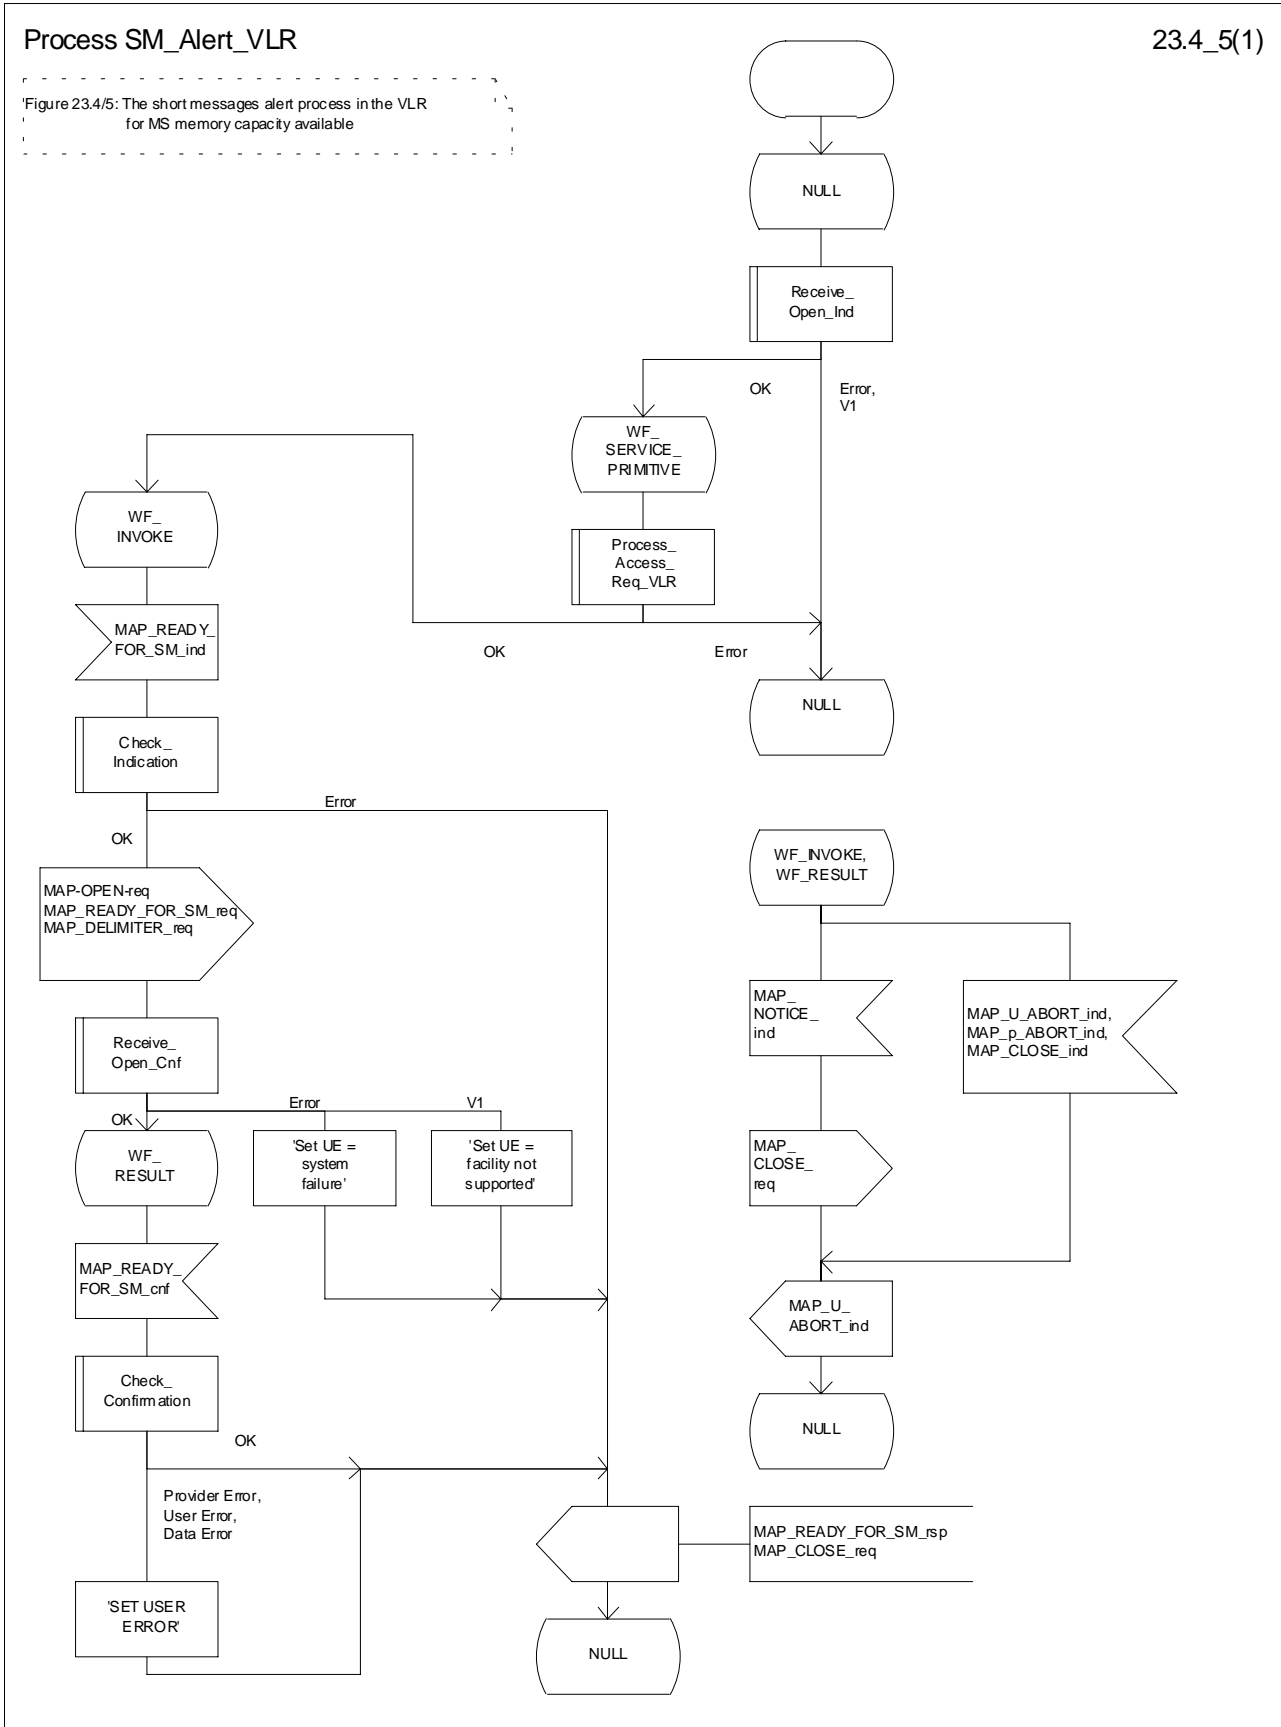 Process SM_Alert_VLR
23.4_5(1)
'Figure 23.4/5: The short messages alert process in the VLR
for MS memory capacity available
NULL
Receive_
Open_Ind
OK
Error,
V1
WF_
SERVICE_
PRIMITIVE
Process_
Access_
Req_VLR
OK
Error
NULL
WF_
INVOKE
MAP_READY_
FOR_SM_ind
Check_
Indication
Error
OK
MAP-OPEN-req
MAP_READY_FOR_SM_req
MAP_DELIMITER_req
Receive_
Open_Cnf
OK
Error
V1
WF_
RESULT
'Set UE =
system
failure'
'Set UE =
facility not
supported'
MAP_READY_
FOR_SM_cnf
Check_
Confirmation
OK
Provider Error,
User Error,
Data Error
'SET USER
ERROR'
WF_INVOKE,
WF_RESULT
MAP_
NOTICE_
ind
MAP_U_ABORT_ind,
MAP_p_ABORT_ind,
MAP_CLOSE_ind
MAP_
CLOSE_
req
MAP_U_
ABORT_ind
NULL
MAP_READY_FOR_SM_rsp
MAP_CLOSE_req
NULL